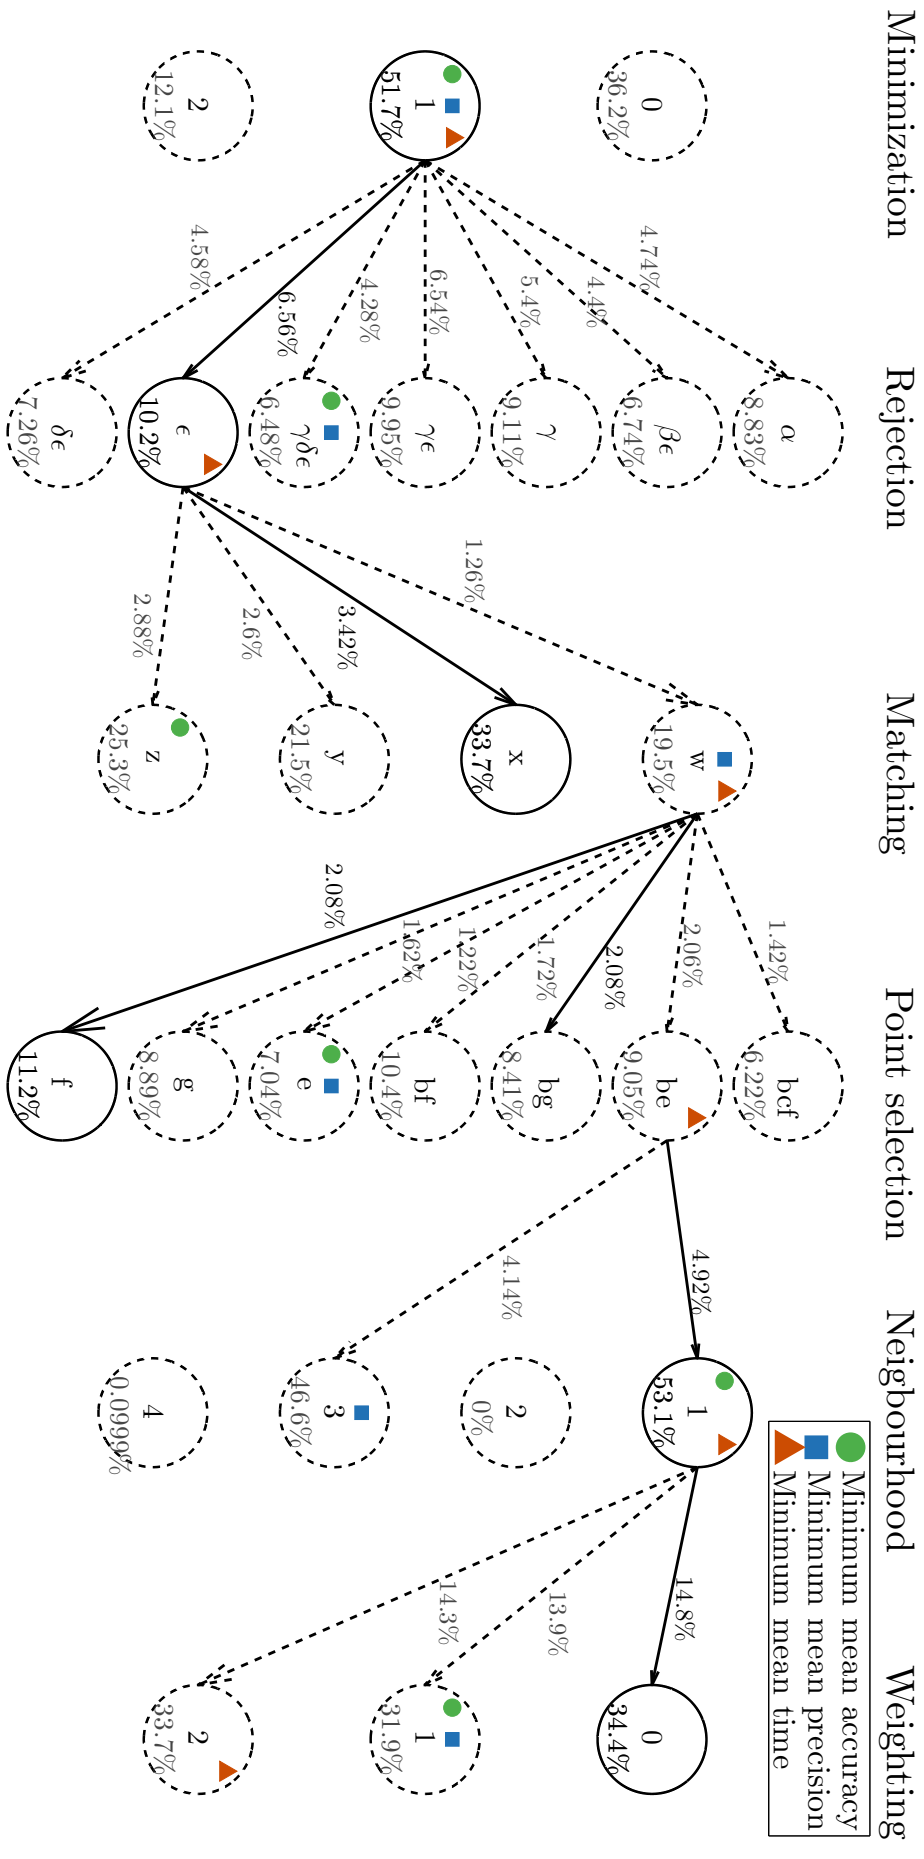 Minimization
Rejection
Matching
Point selection
Neigbourhood
Weighting
Minimum mean accuracy
Minimum mean precision
Minimum mean time
0
36.2%
1
51.7%
2
12.1%
4.74%
4.4%
5.4%
6.54%
4.28%
6.56%
4.58%
α
8.83%
βϵ
6.74%
γ
9.11%
γϵ
9.95%
γδϵ
6.48%
ϵ
10.2%
δϵ
7.26%
1.26%
3.42%
2.6%
2.88%
w
19.5%
x
33.7%
y
21.5%
z
25.3%
1.42%
2.06%
2.08%
1.72%
1.22%
1.62%
2.08%
bcf
6.22%
be
9.05%
bg
8.41%
bf
10.4%
e
7.04%
g
8.89%
f
11.2%
4.92%
4.14%
1
53.1%
2
0%
3
46.6%
4
0.0999%
14.8%
13.9%
14.3%
0
34.4%
1
31.9%
2
33.7%